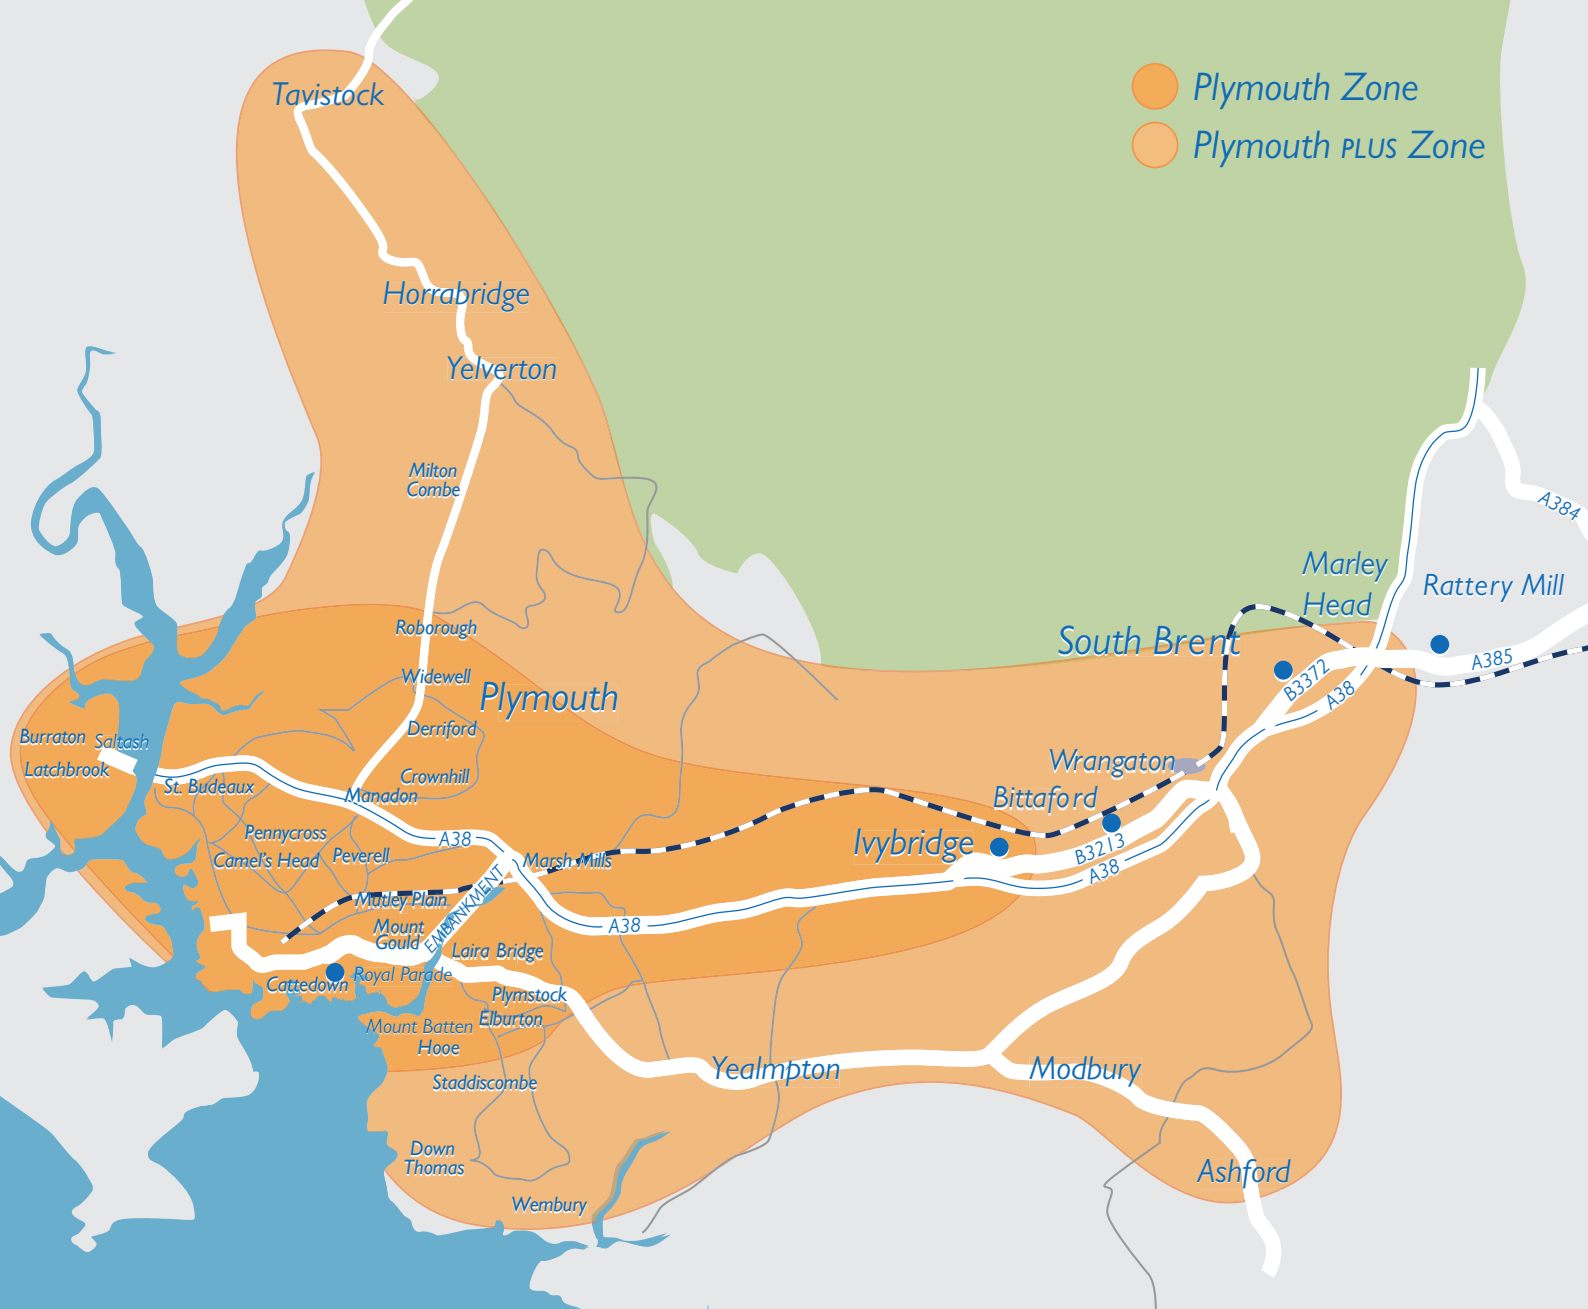 Tavistock
Plymouth Zone
Plymouth PLUS Zone
Horrabridge
Yelverton
Milton
Combe
A384
Marley
Head
Rattery Mill
Roborough
South Brent
A385
B3372
A38
Widewell
Plymouth
Derriford
Burraton
Saltash
Latchbrook
St. Budeaux
Crownhill
Manadon
Wrangaton
Bittaford
Pennycross
A38
Ivybridge
B3213
A38
Camel's Head
Peverell
Marsh Mills
Mutley Plain
EMBANKMENT
Mount
Gould
A38
Laira Bridge
Cattedown
Royal Parade
Plymstock
Mount Batten
Elburton
Hooe
Staddiscombe
Yealmpton
Modbury
Down
Thomas
Ashford
Wembury